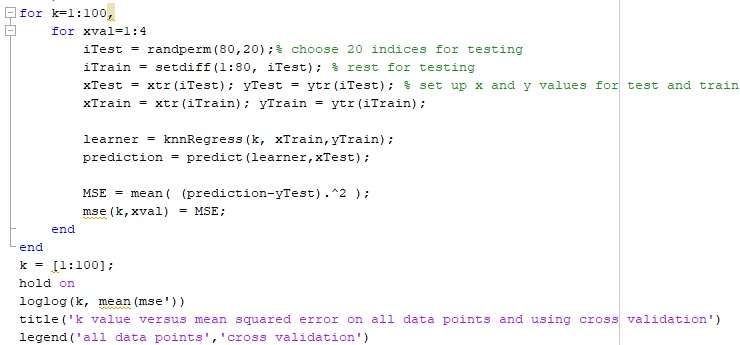 for k=1:100,
for xval=1:4
iTest = randperm(80,20);% choose 20 indices for testing
iTrain = setdiff(1:80, iTest); % rest for testing
xTest = xtr(iTest); yTest = ytr(iTest); % set up x and y values for test and train
xTrain = xtr(iTrain); yTrain = ytr(iTrain);
learner = knnRegress(k, xTrain,yTrain);
prediction = predict(learner,xTest);
MSE = mean( (prediction-yTest).^2 );
mse(k,xval) = MSE;
end
end
k = [1:100];
hold on
loglog(k, mean(mse'))
title('k value versus mean squared error on all data points and using cross validation')
legend('all data points','cross validation')